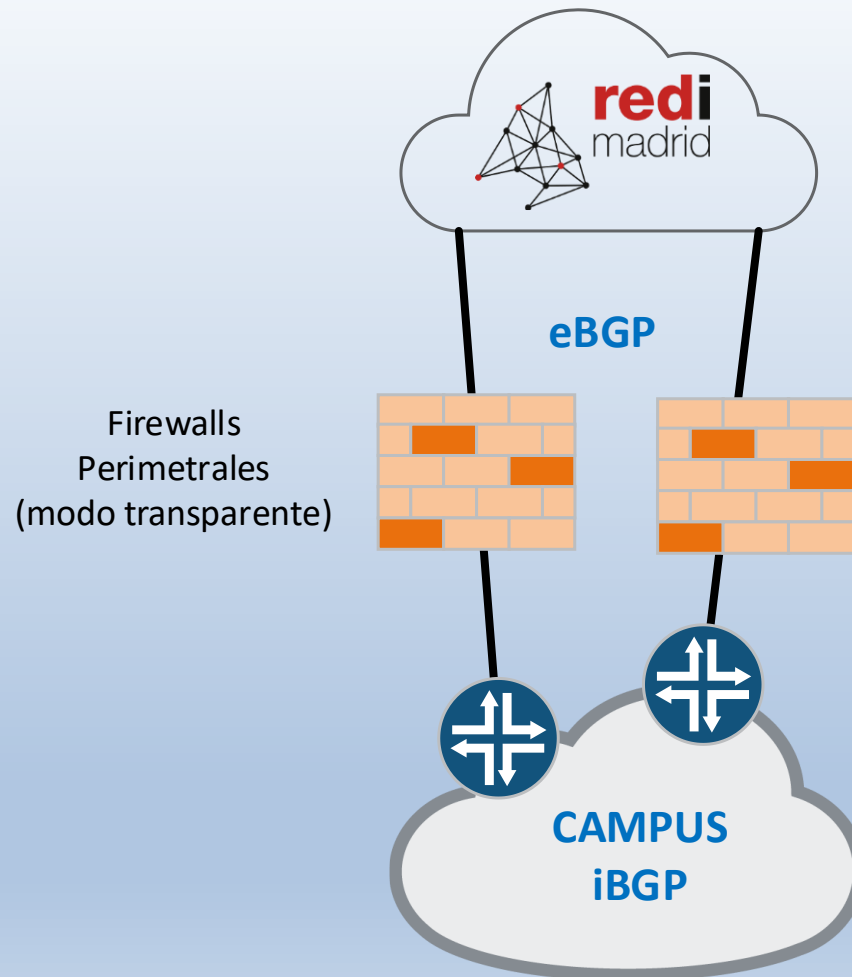 redi
madrid
eBGP
Firewalls
Perimetrales
(modo transparente)
CAMPUS
iBGP